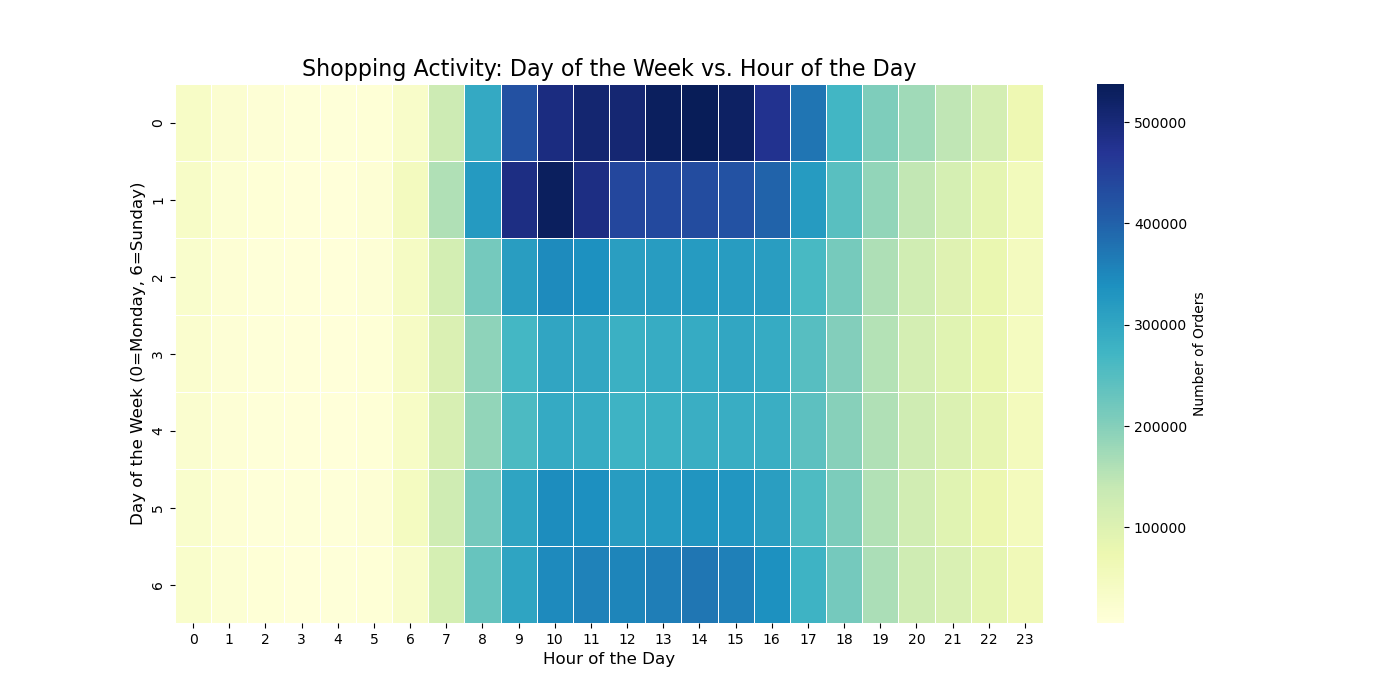 Shopping Activity: Day of the Week vs. Hour of the Day
Day of the Week (0=Monday, 6=Sunday)
0
1
2
3
4
5
6
0 1 2 3 4 5 6 7 8 9 10 11 12 13 14 15 16 17 18 19 20 21 22 23
Hour of the Day
500000
400000
300000
200000
100000
Number of Orders